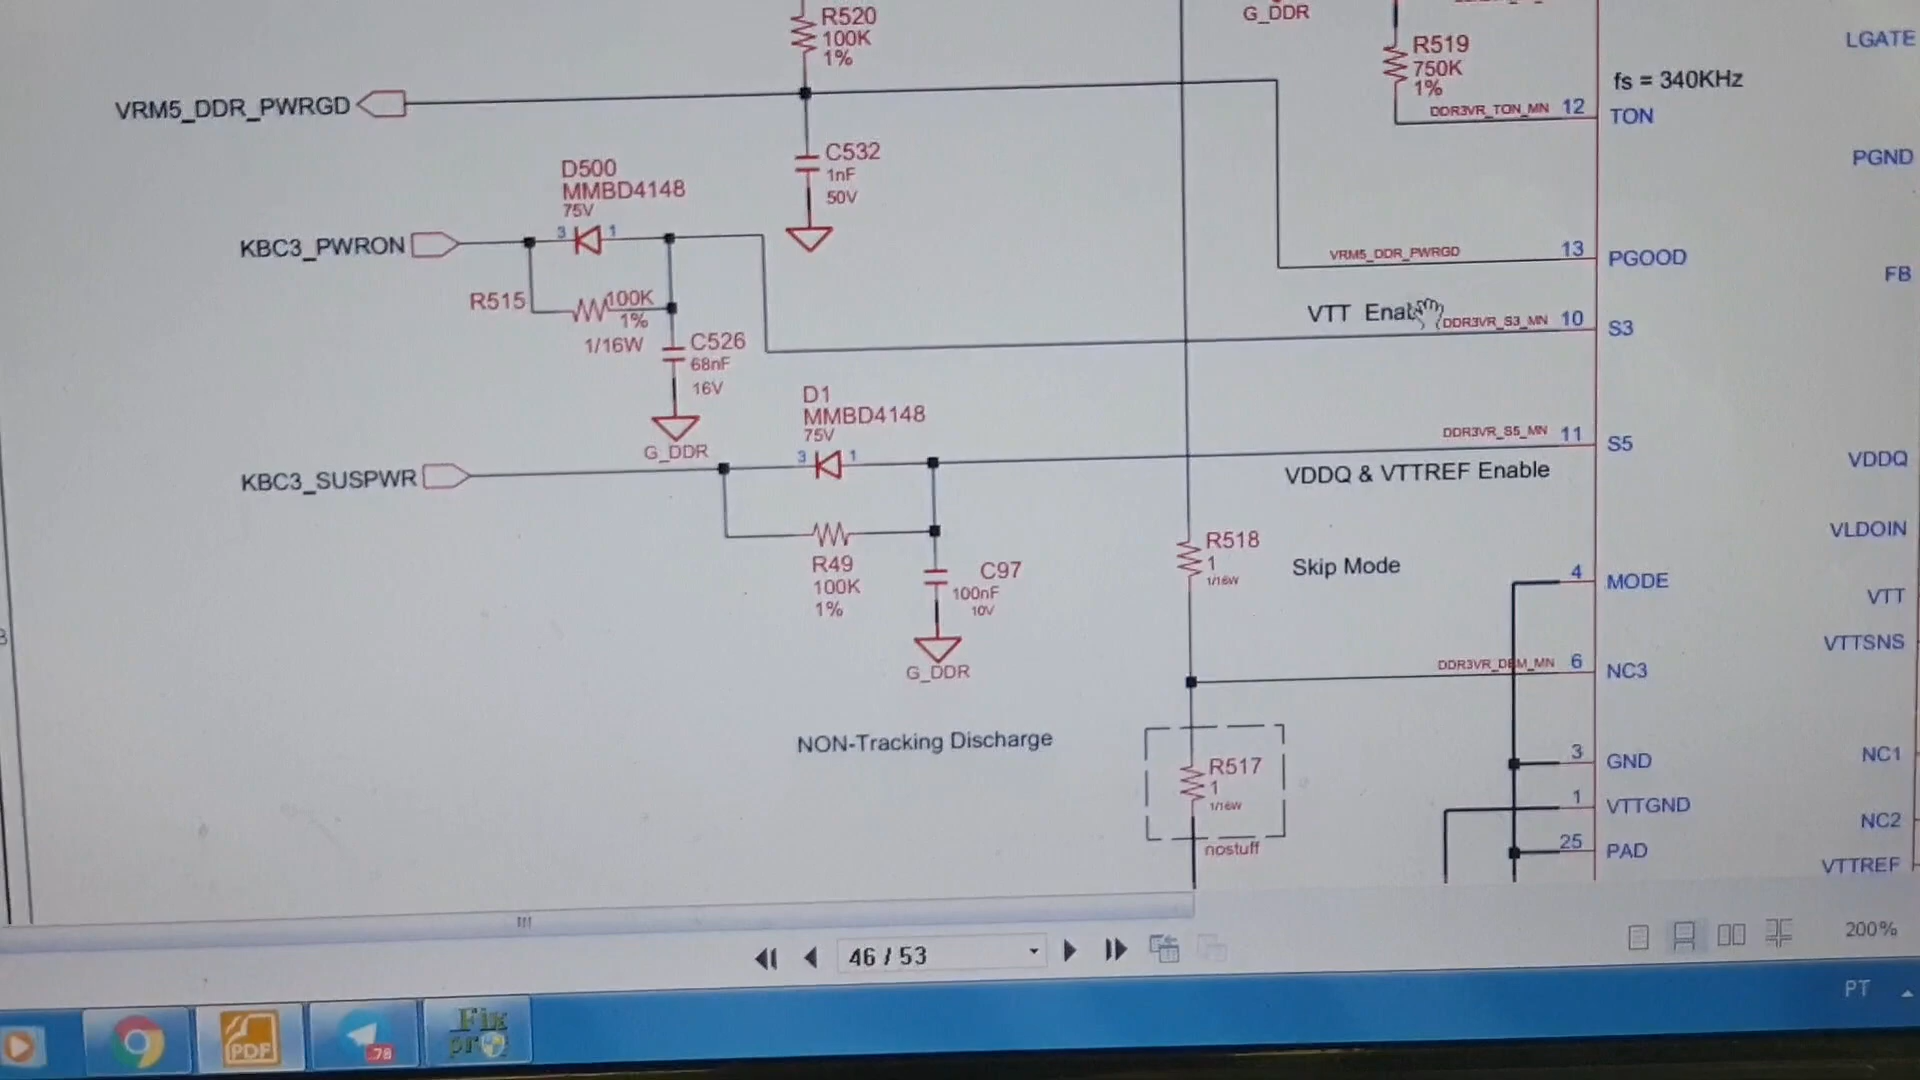 R520
100K
1%
G_DDR
R519
750K
1%
LGATE
fs = 340KHz
VRM5_DDR_PWRGD
DDR3VR_TON_MN 12 TON
PGND
C532
1nF
50V
D500
MMBD4148
75V
KBC3_PWRON
3 1
VRM5_DDR_PWRGD 13 PGOOD
FB
R515 100K
1%
1/16W
VTT
DDR3VR_S3_MN 10 S3
C526
68nF
16V
G_DDR
D1
MMBD4148
75V
3 1
DDR3VR_S5_MN 11 S5
KBC3_SUSPWR
VDDQ & VTTREF Enable
VDDQ
VLDOIN
R518
1
1/16W
Skip Mode
4 MODE
R49
100K
1%
C97
100nF
10V
VTT
VTTSNS
G_DDR
6 NC3
NON-Tracking Discharge
R517
1
1/16W
nostuff
3 GND
NC1
1 VTTGND
NC2
25 PAD
VTTREF
46 / 53
200%
PT
PDF
78
Fix
pr